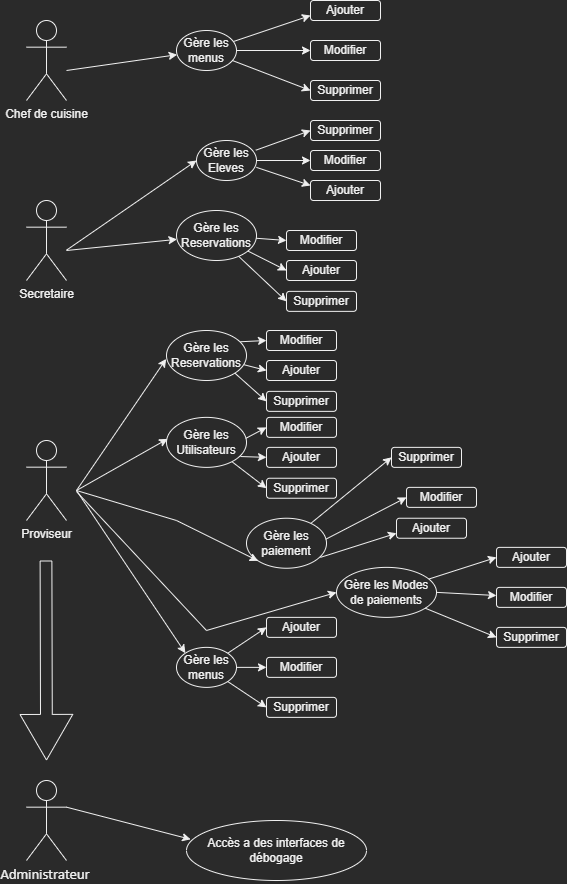 Ajouter
Gère les
menus
Modifier
Supprimer
Chef de cuisine
Supprimer
Gère les
Eleves
Modifier
Ajouter
Gère les
Reservations
Modifier
Ajouter
Supprimer
Secretaire
Gère les
Reservations
Modifier
Ajouter
Supprimer
Gère les
Utilisateurs
Modifier
Ajouter
Supprimer
Supprimer
Modifier
Ajouter
Gère les
paiement
Proviseur
Gère les Modes
de paiements
Ajouter
Modifier
Supprimer
Gère les
menus
Ajouter
Modifier
Supprimer
Accès a des interfaces de
débogage
Administrateur